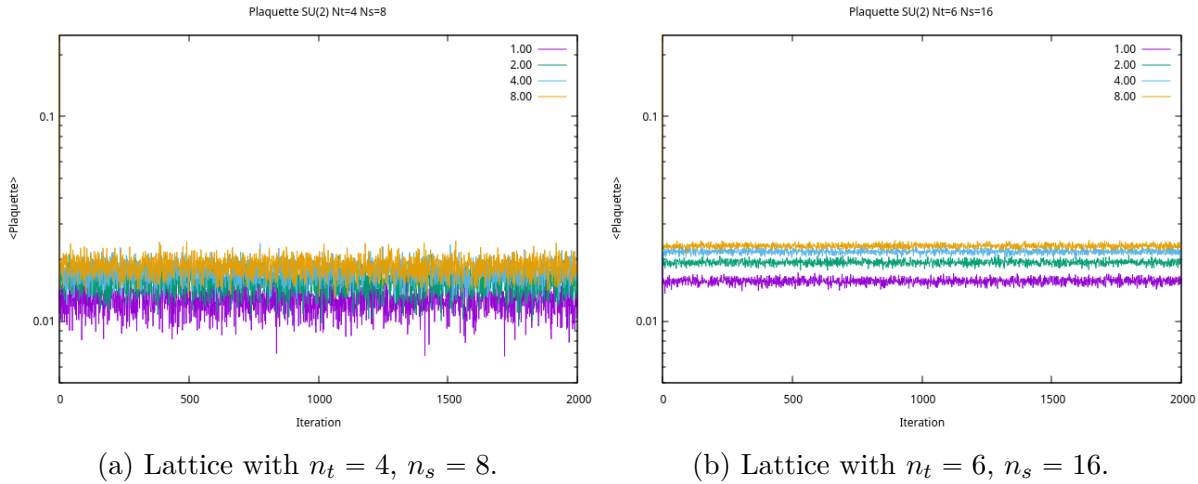 Plaquette SU(2) Nt=4 Ns=8
1.00
2.00
4.00
8.00
0.1
0.01
<Plaquette>
0 500 1000 1500 2000
Iteration
(a) Lattice with n_t = 4, n_s = 8.
Plaquette SU(2) Nt=6 Ns=16
1.00
2.00
4.00
8.00
0.1
0.01
<Plaquette>
0 500 1000 1500 2000
Iteration
(b) Lattice with n_t = 6, n_s = 16.